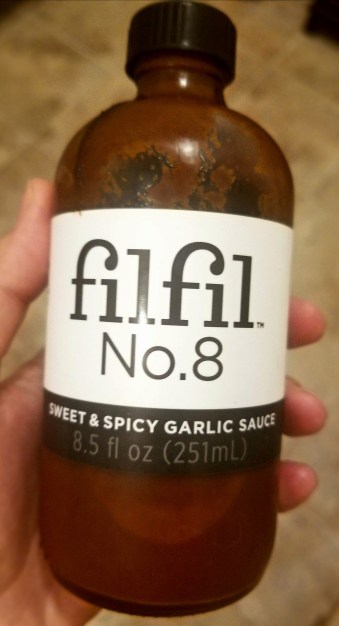 filfil™
No.8
SWEET & SPICY GARLIC SAUCE
8.5 fl oz (251mL)